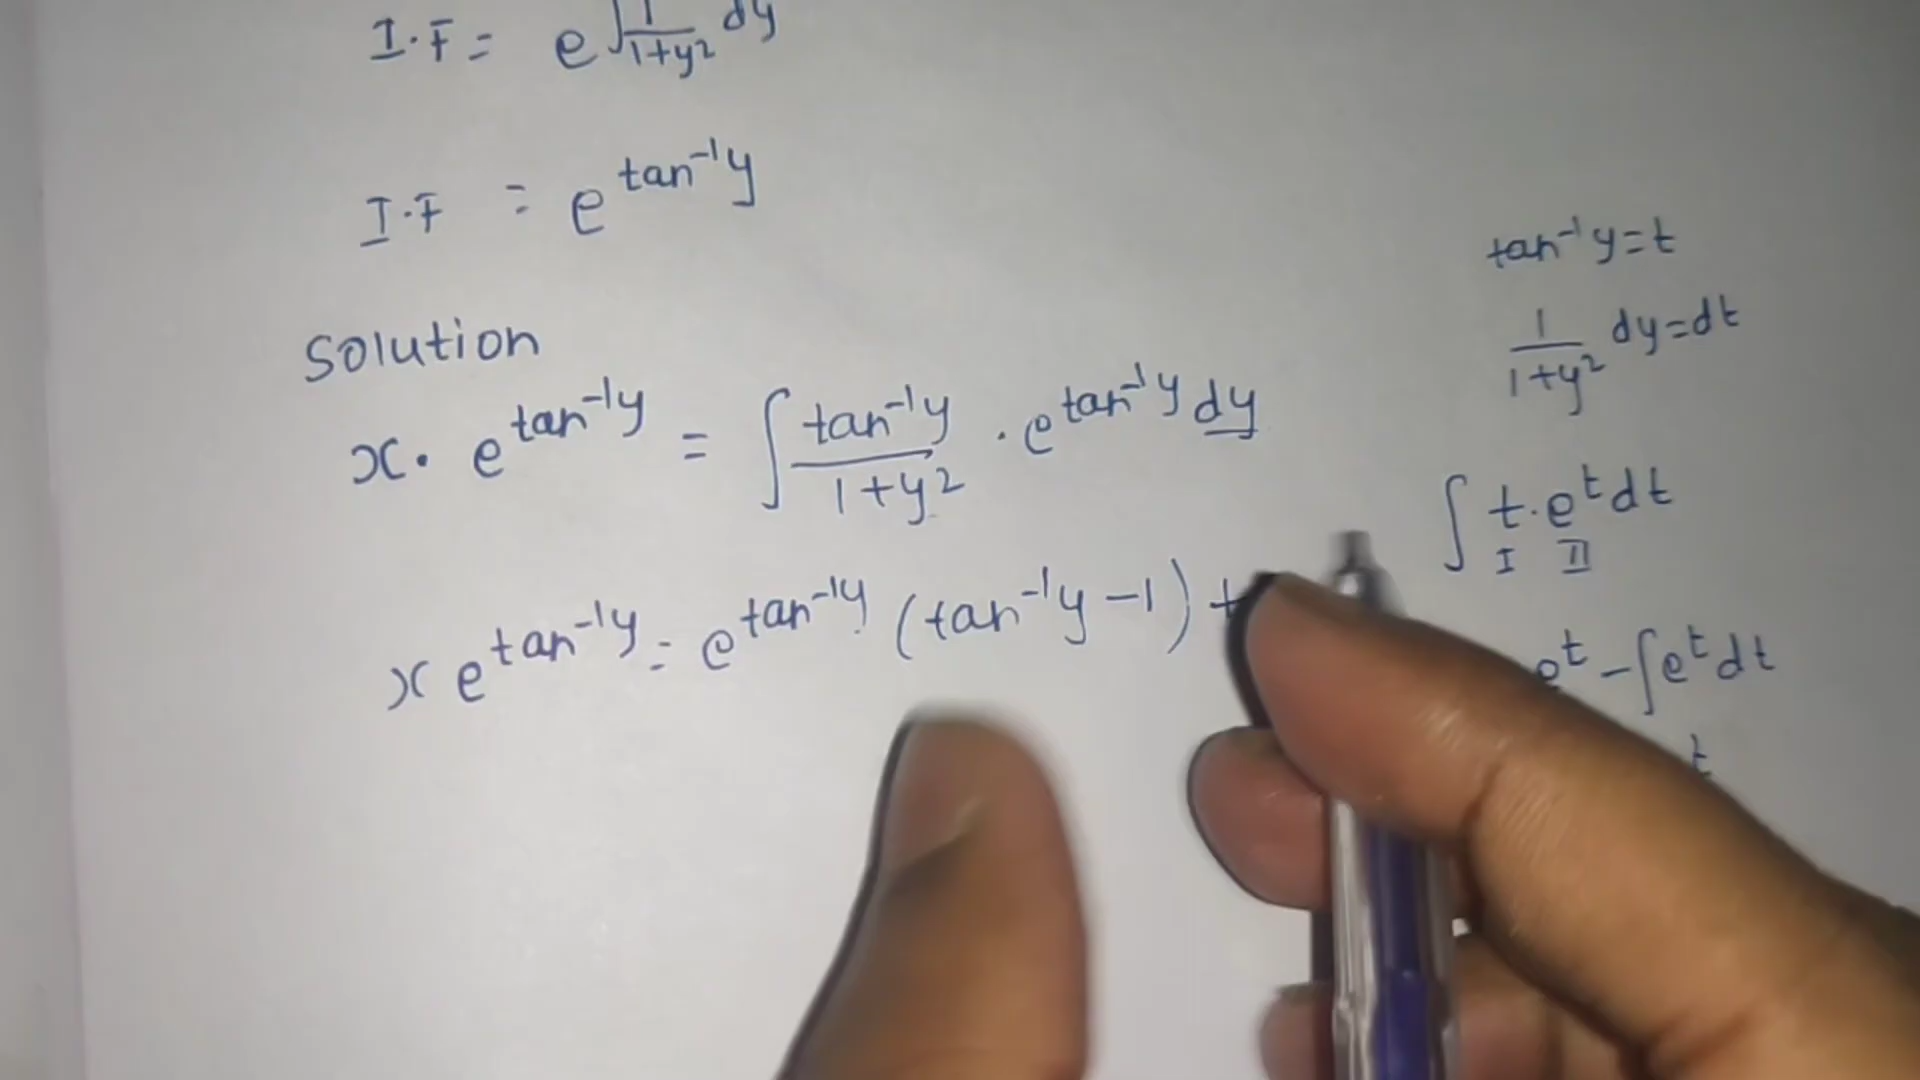 I.F = e ∫ 1/1+y² dy
I.F = e^tan⁻¹y
Solution
x. e^tan⁻¹y = ∫ tan⁻¹y/1+y² . e^tan⁻¹y dy
x e^tan⁻¹y = e^tan⁻¹y (tan⁻¹y -1) +
tan⁻¹y=t
1/1+y² dy=dt
∫ t.e^t dt
I II
e^t -∫e^t dt
t